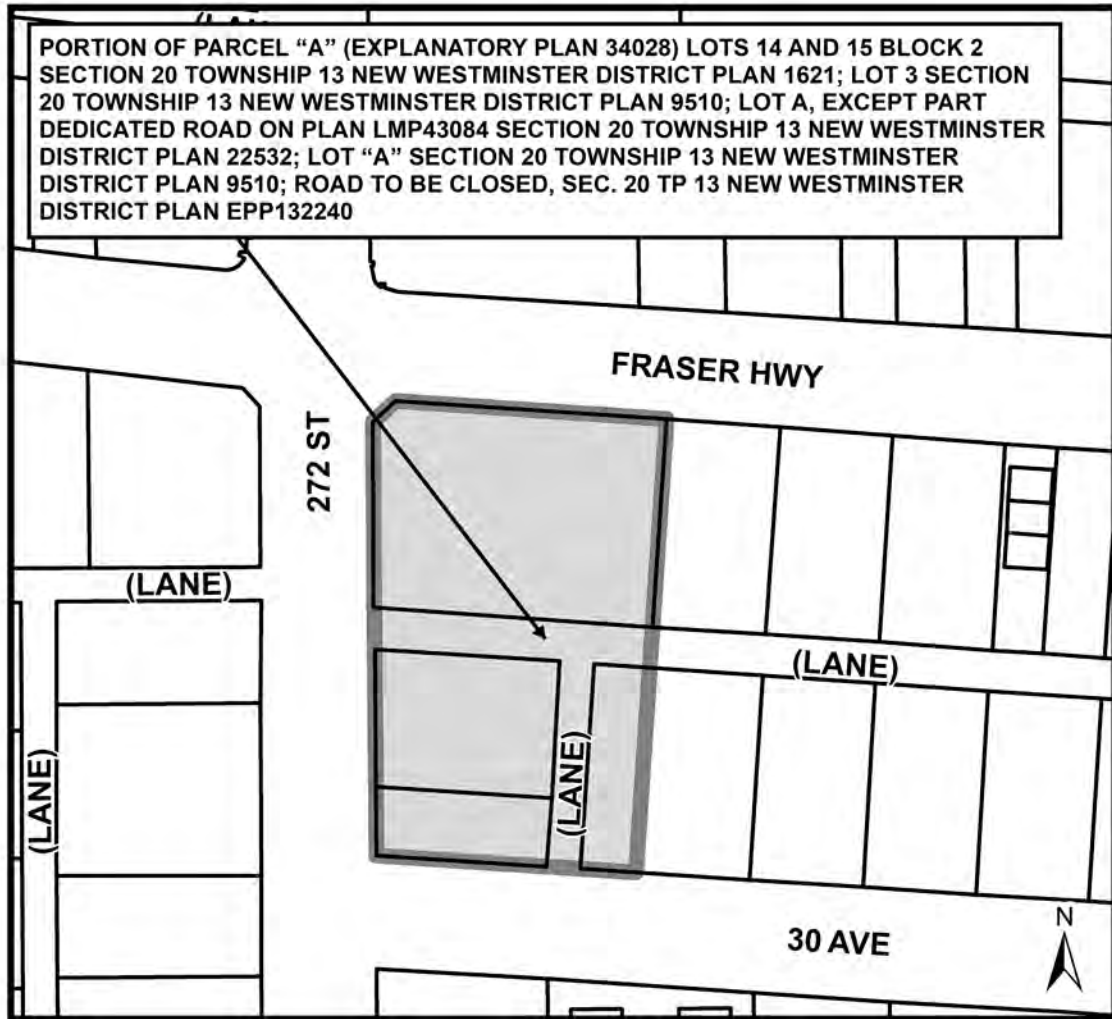 PORTION OF PARCEL “A” (EXPLANATORY PLAN 34028) LOTS 14 AND 15 BLOCK 2
SECTION 20 TOWNSHIP 13 NEW WESTMINSTER DISTRICT PLAN 1621; LOT 3 SECTION
20 TOWNSHIP 13 NEW WESTMINSTER DISTRICT PLAN 9510; LOT A, EXCEPT PART
DEDICATED ROAD ON PLAN LMP43084 SECTION 20 TOWNSHIP 13 NEW WESTMINSTER
DISTRICT PLAN 22532; LOT “A” SECTION 20 TOWNSHIP 13 NEW WESTMINSTER
DISTRICT PLAN 9510; ROAD TO BE CLOSED, SEC. 20 TP 13 NEW WESTMINSTER
DISTRICT PLAN EPP132240
FRASER HWY
272 ST
(LANE)
(LANE)
(LANE)
(LANE)
30 AVE
N